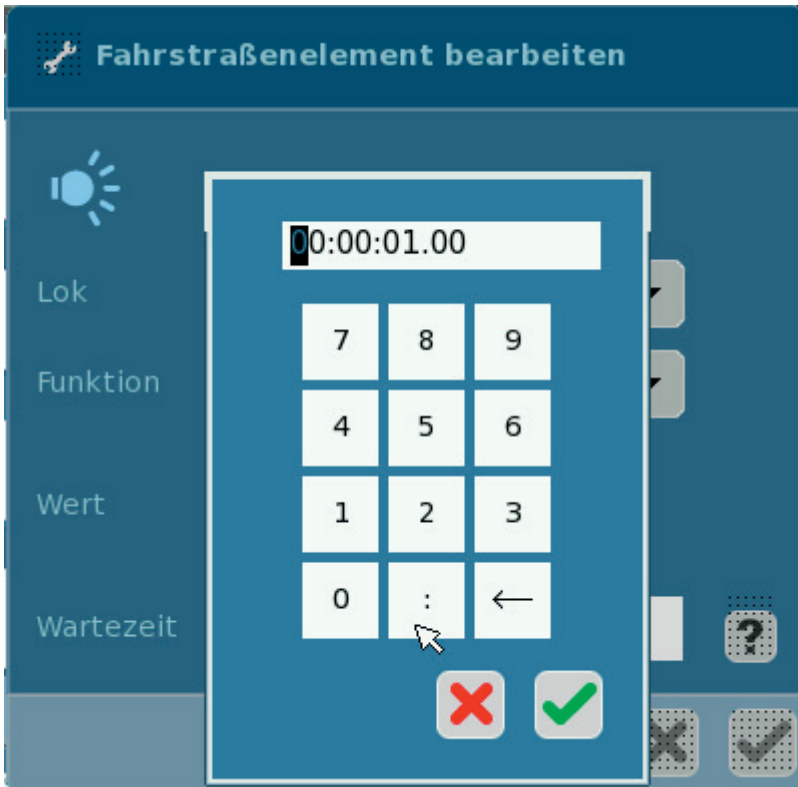 Fahrstraßenelement bearbeiten
00:00:01.00
Lok
7 8 9
Funktion
4 5 6
Wert
1 2 3
0 : ←
Wartezeit
?